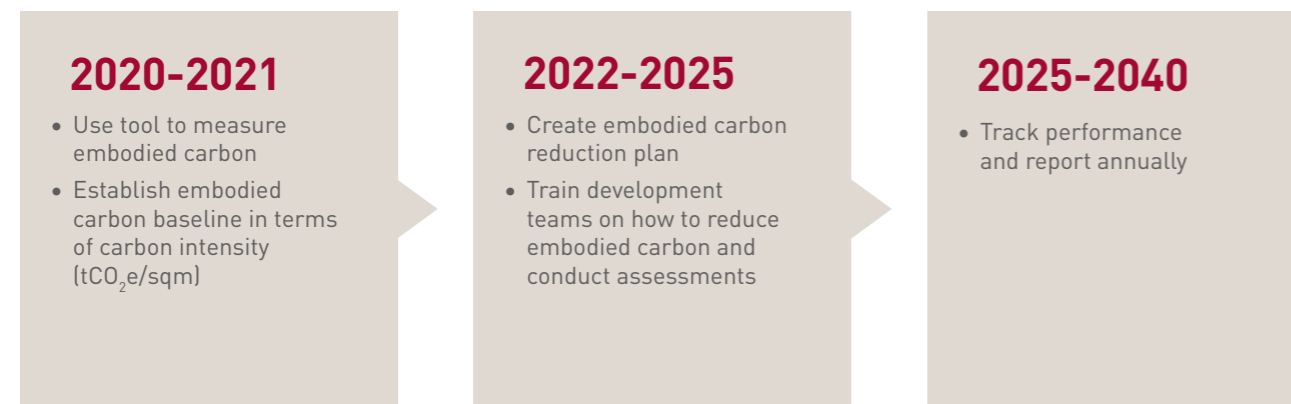 2020-2021
• Use tool to measure
embodied carbon
• Establish embodied
carbon baseline in terms
of carbon intensity
(tCO₂e/sqm)
2022-2025
• Create embodied carbon
reduction plan
• Train development
teams on how to reduce
embodied carbon and
conduct assessments
2025-2040
• Track performance
and report annually